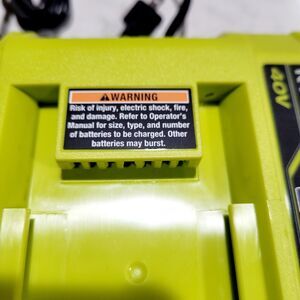 WARNING
Risk of injury, electric shock, fire,
and damage. Refer to Operator's
Manual for size, type, and number
of batteries to be charged. Other
batteries may burst.
40V